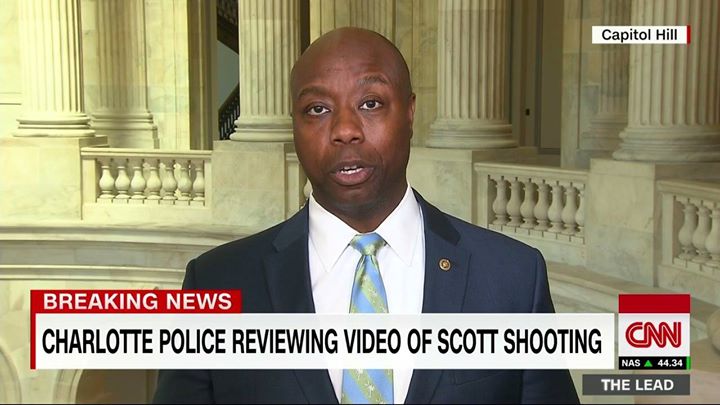 Capitol Hill
BREAKING NEWS
CHARLOTTE POLICE REVIEWING VIDEO OF SCOTT SHOOTING
CNN
NAS ▲ 44.34
THE LEAD